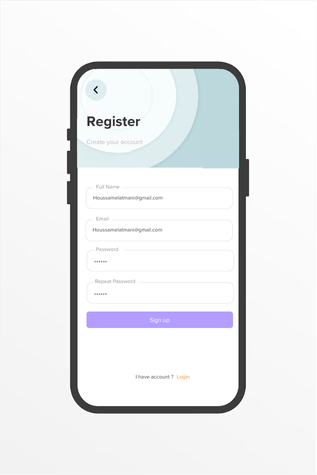 Register
Create your account
Full Name
Houssamelatmani@gmail.com
Email
Houssamelatmani@gmail.com
Password
••••••
Repeat Password
••••••
Sign up
I have account ? Login